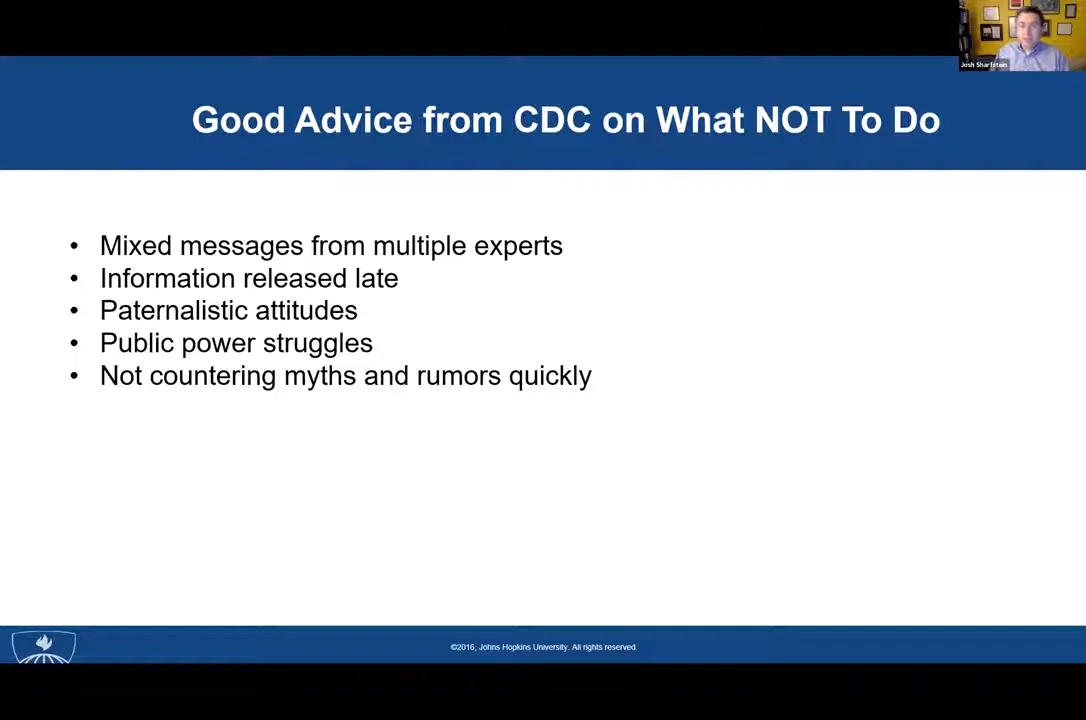 Josh Sharfstein
Good Advice from CDC on What NOT To Do
• Mixed messages from multiple experts
• Information released late
• Paternalistic attitudes
• Public power struggles
• Not countering myths and rumors quickly
©2016, Johns Hopkins University. All rights reserved.